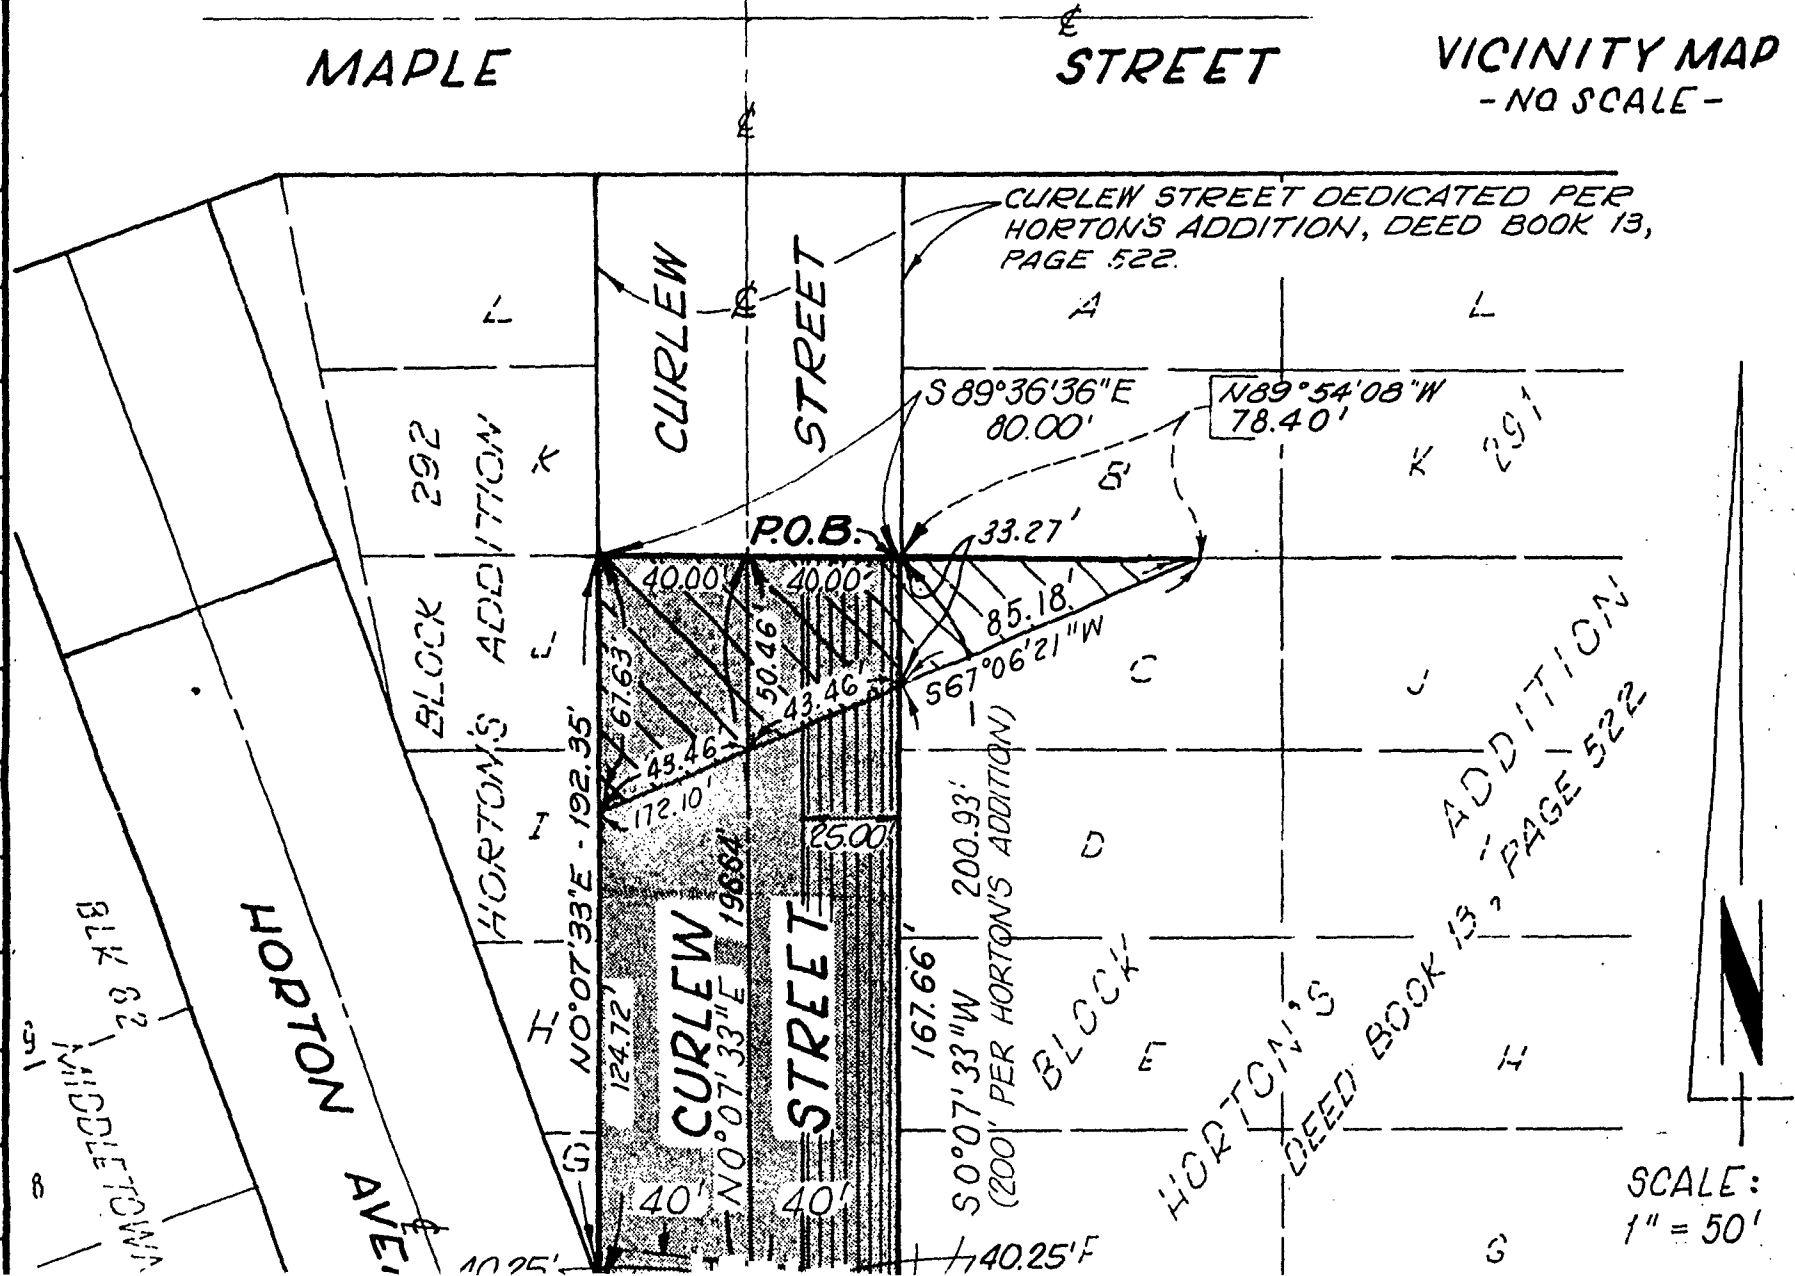 MAPLE STREET
VICINITY MAP
- NO SCALE -
CURLEW STREET DEDICATED PER
HORTON'S ADDITION, DEED BOOK 13,
PAGE 522.
CURLEW
STREET
L
A
L
S 89°36'36"E
80.00'
N89°54'08"W
78.40'
BLOCK 292
HORTON'S ADDITION
K
B
K
291
P.O.B.
33.27'
40.00'
40.00'
85.18'
S67°06'21"W
J
67.63'
50.46'
43.46'
C
J
43.46'
172.10'
I
25.00'
D
N0°07'33"E - 192.35'
N0°07'33"E 196.64'
124.72'
CURLEW
STREET
167.66'
S0°07'33"W 200.93'
(200' PER HORTON'S ADDITION)
BLOCK
HORTON'S ADDITION
DEED BOOK 13, PAGE 522
H
E
H
G
40'
40'
G
40.25'
40.25'
HORTON AVE.
BLK 82
MIDDLETOWN
8
N
SCALE:
1" = 50'